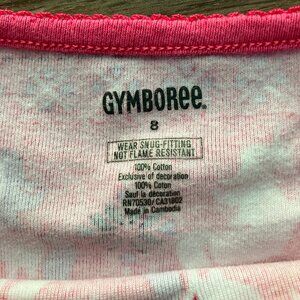 GYMBOREE.
8
WEAR SNUG-FITTING
NOT FLAME RESISTANT
100% Cotton
Exclusive of decoration
100% Coton
Sauf la décoration
RN70530/CA31802
Made in Cambodia